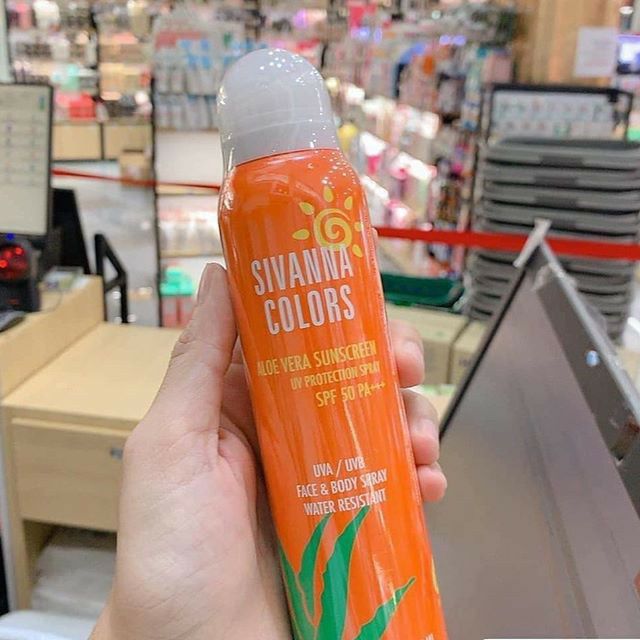 SIVANNA
COLORS
ALOE VERA SUNSCREEN
UV PROTECTION SPRAY
SPF 50 PA+++
UVA / UVB
FACE & BODY SPRAY
WATER RESISTANT